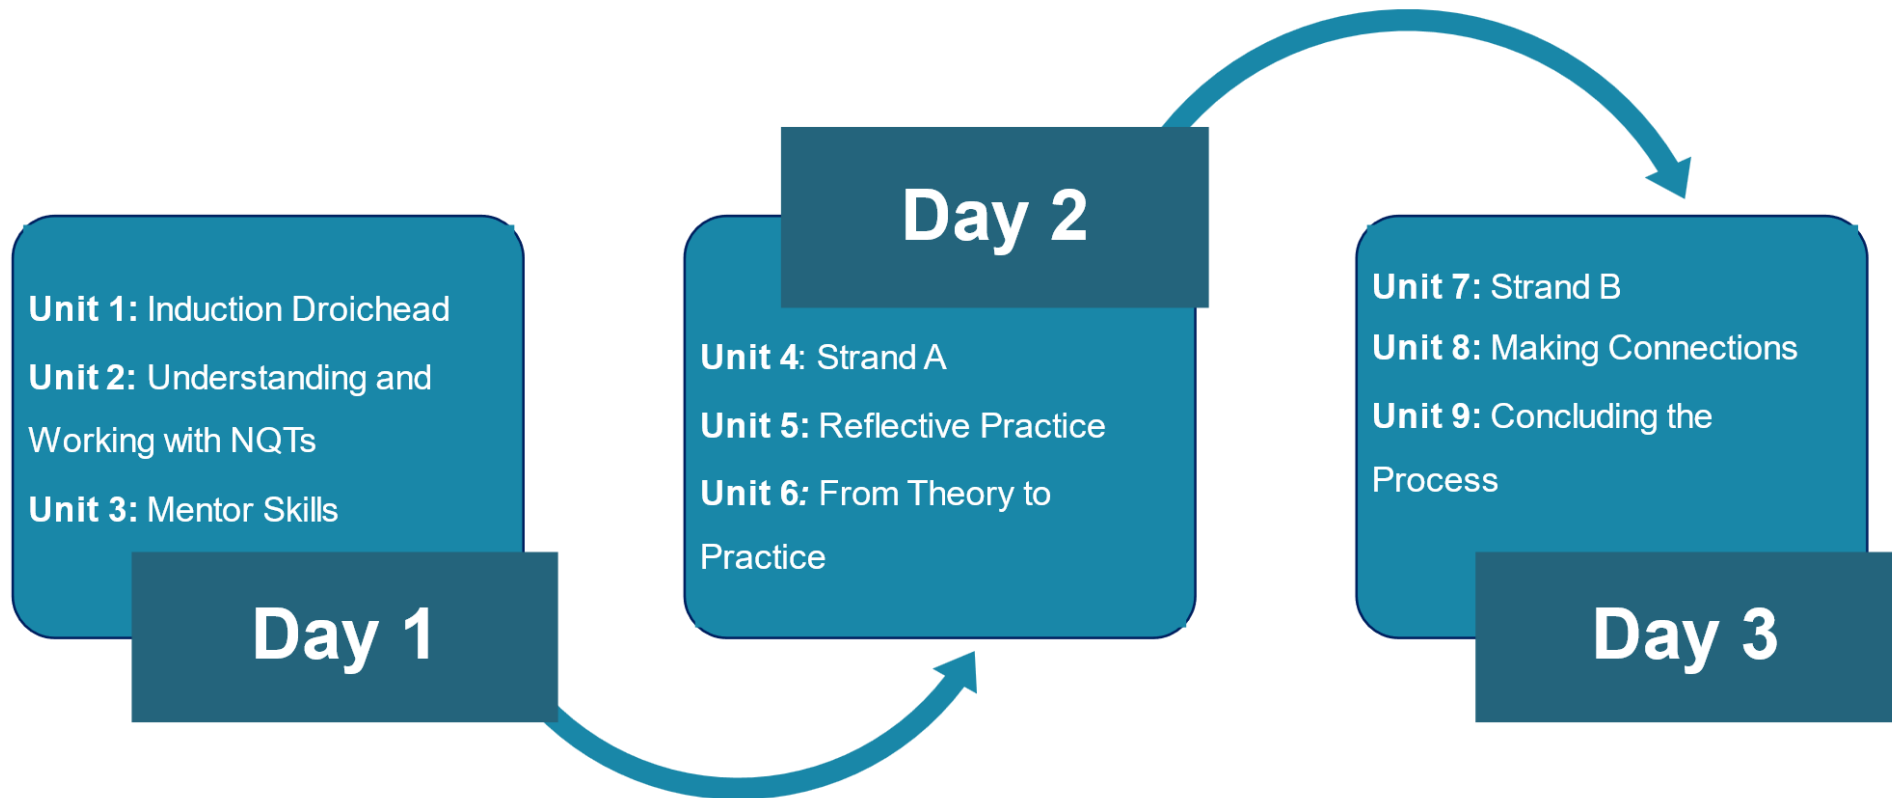 Unit 1: Induction Droichead
Unit 2: Understanding and
Working with NQTs
Unit 3: Mentor Skills
Day 1
Day 2
Unit 4: Strand A
Unit 5: Reflective Practice
Unit 6: From Theory to
Practice
Unit 7: Strand B
Unit 8: Making Connections
Unit 9: Concluding the
Process
Day 3